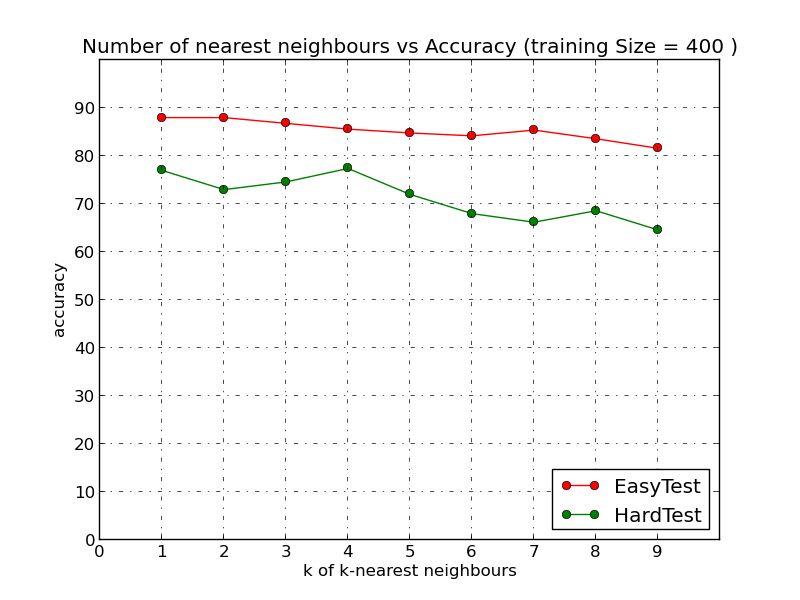 Number of nearest neighbours vs Accuracy (training Size = 400 )
90
80
70
60
50
40
30
20
10
0
accuracy
0 1 2 3 4 5 6 7 8 9
k of k-nearest neighbours
EasyTest
HardTest